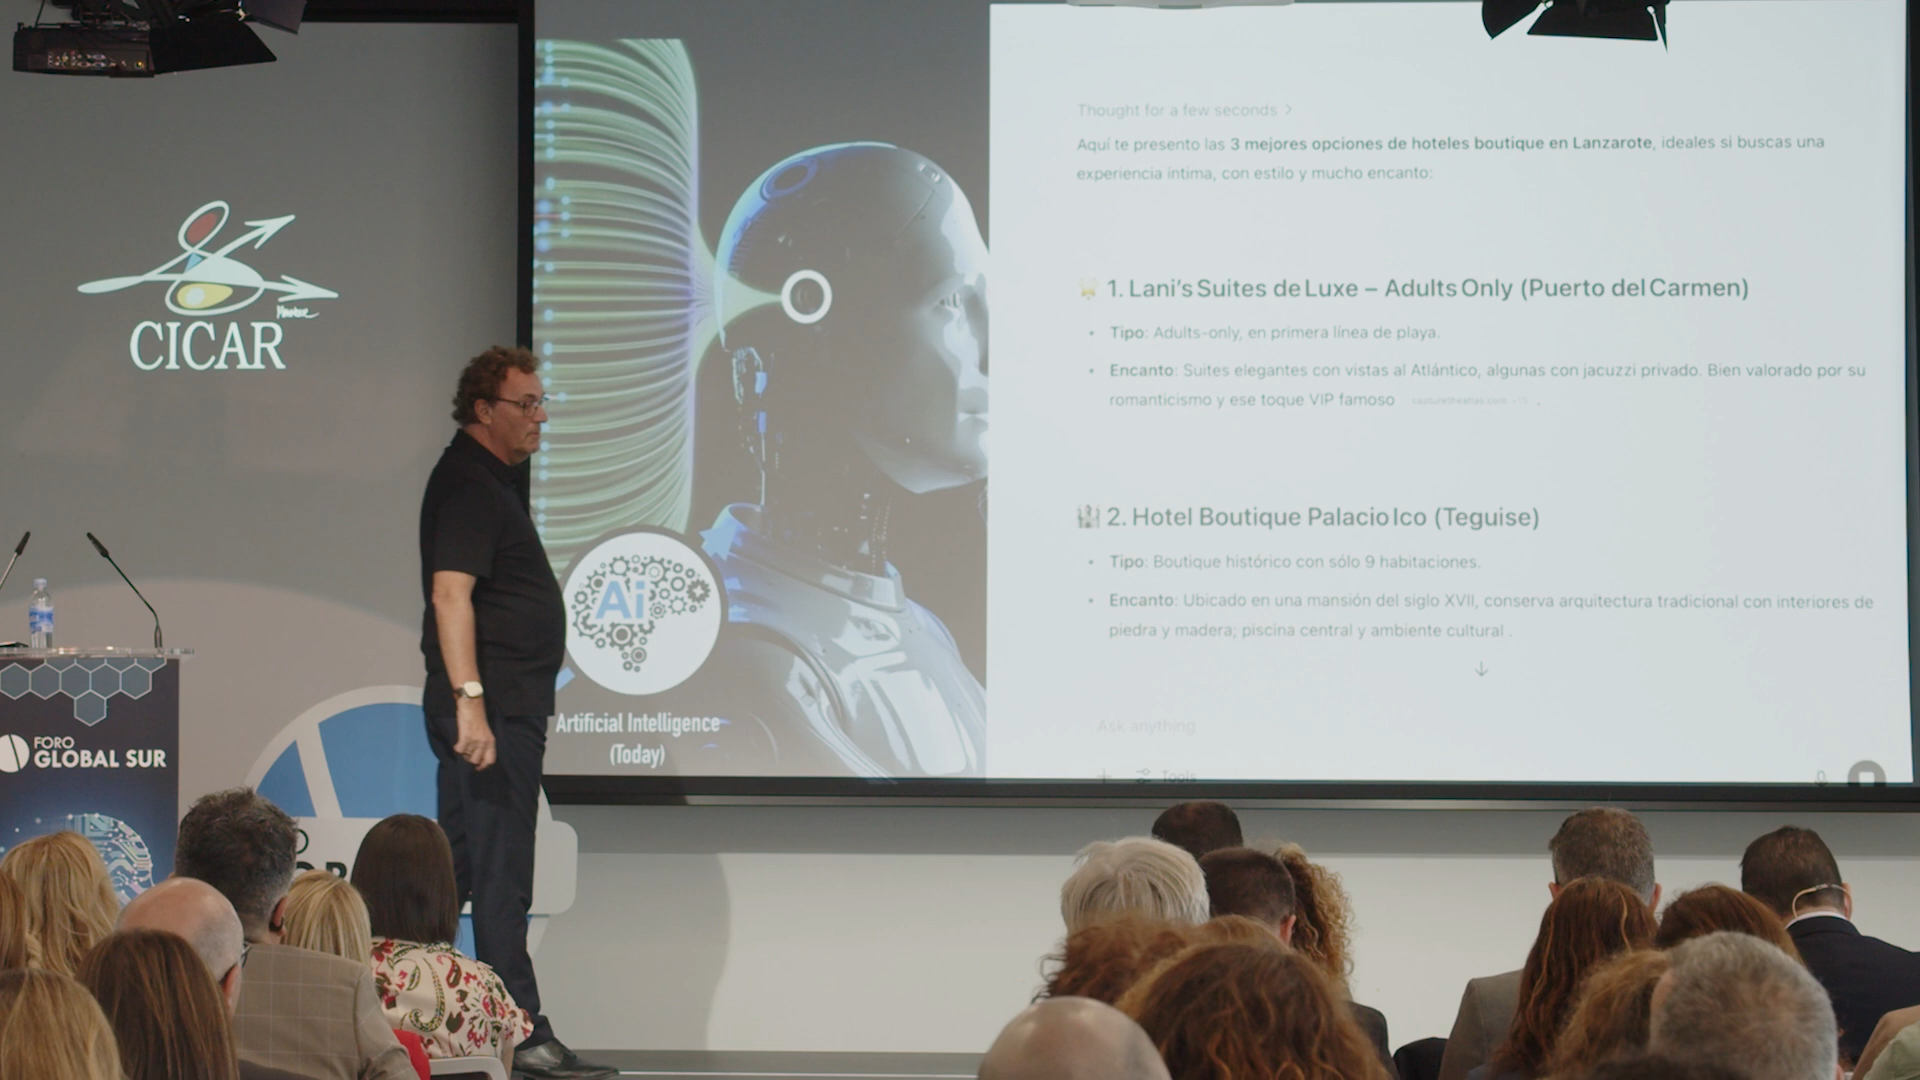 CICAR
FORO
GLOBAL SUR
Ai
Artificial Intelligence
(Today)
Thought for a few seconds >
Aquí te presento las 3 mejores opciones de hoteles boutique en Lanzarote, ideales si buscas una
experiencia íntima, con estilo y mucho encanto:
1. Lani's Suites de Luxe – Adults Only (Puerto del Carmen)
• Tipo: Adults-only, en primera línea de playa.
• Encanto: Suites elegantes con vistas al Atlántico, algunas con jacuzzi privado. Bien valorado por su
romanticismo y ese toque VIP famoso .
2. Hotel Boutique Palacio Ico (Teguise)
• Tipo: Boutique histórico con sólo 9 habitaciones.
• Encanto: Ubicado en una mansión del siglo XVII, conserva arquitectura tradicional con interiores de
piedra y madera; piscina central y ambiente cultural .
Ask anything
Tools